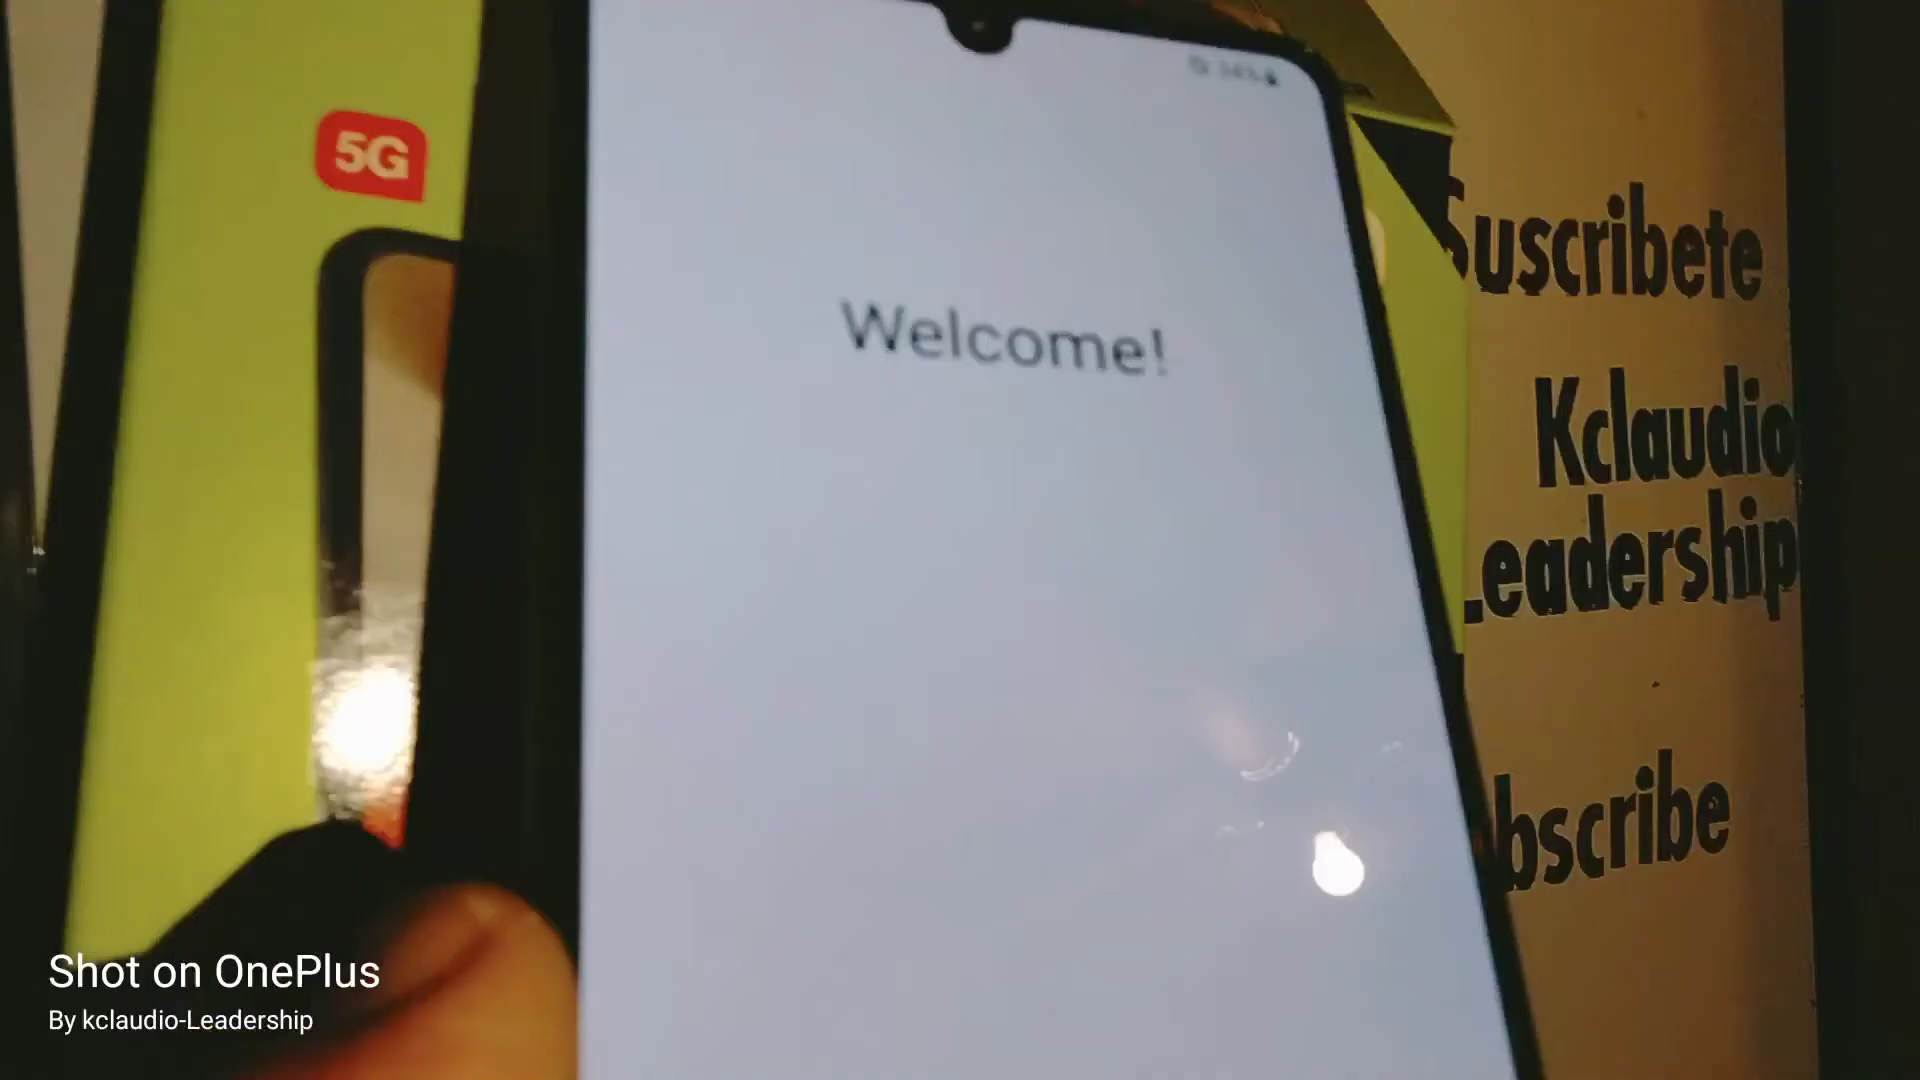 5G
Welcome!
Suscribete
Kclaudio
Leadership
bscribe
Shot on OnePlus
By kclaudio-Leadership